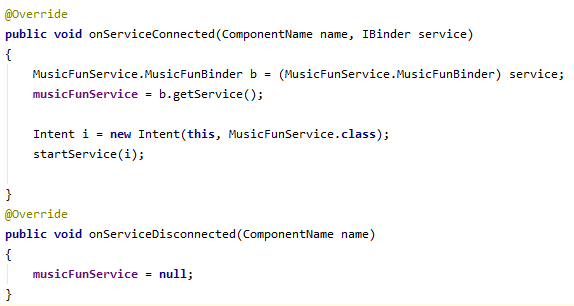 @Override
public void onServiceConnected(ComponentName name, IBinder service)
{
    MusicFunService.MusicFunBinder b = (MusicFunService.MusicFunBinder) service;
    musicFunService = b.getService();

    Intent i = new Intent(this, MusicFunService.class);
    startService(i);

}
@Override
public void onServiceDisconnected(ComponentName name)
{
    musicFunService = null;
}